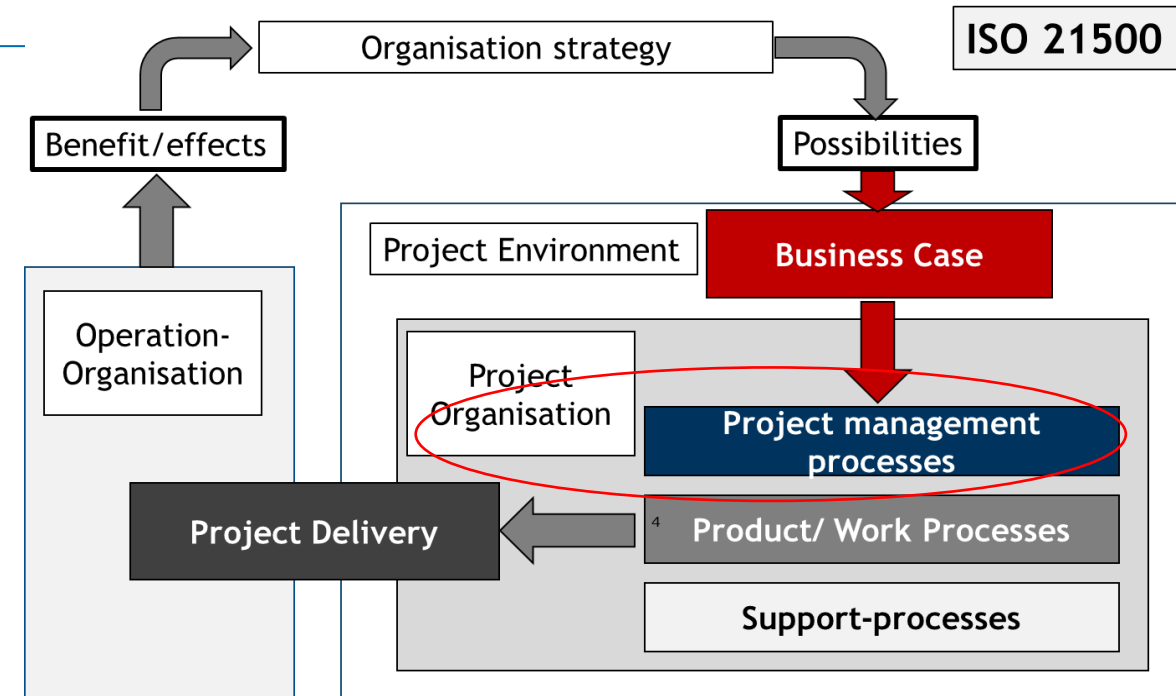 Organisation strategy
ISO 21500
Benefit/effects
Possibilities
Project Environment
Business Case
Operation-
Organisation
Project
Organisation
Project management
processes
Project Delivery
4
Product/ Work Processes
Support-processes